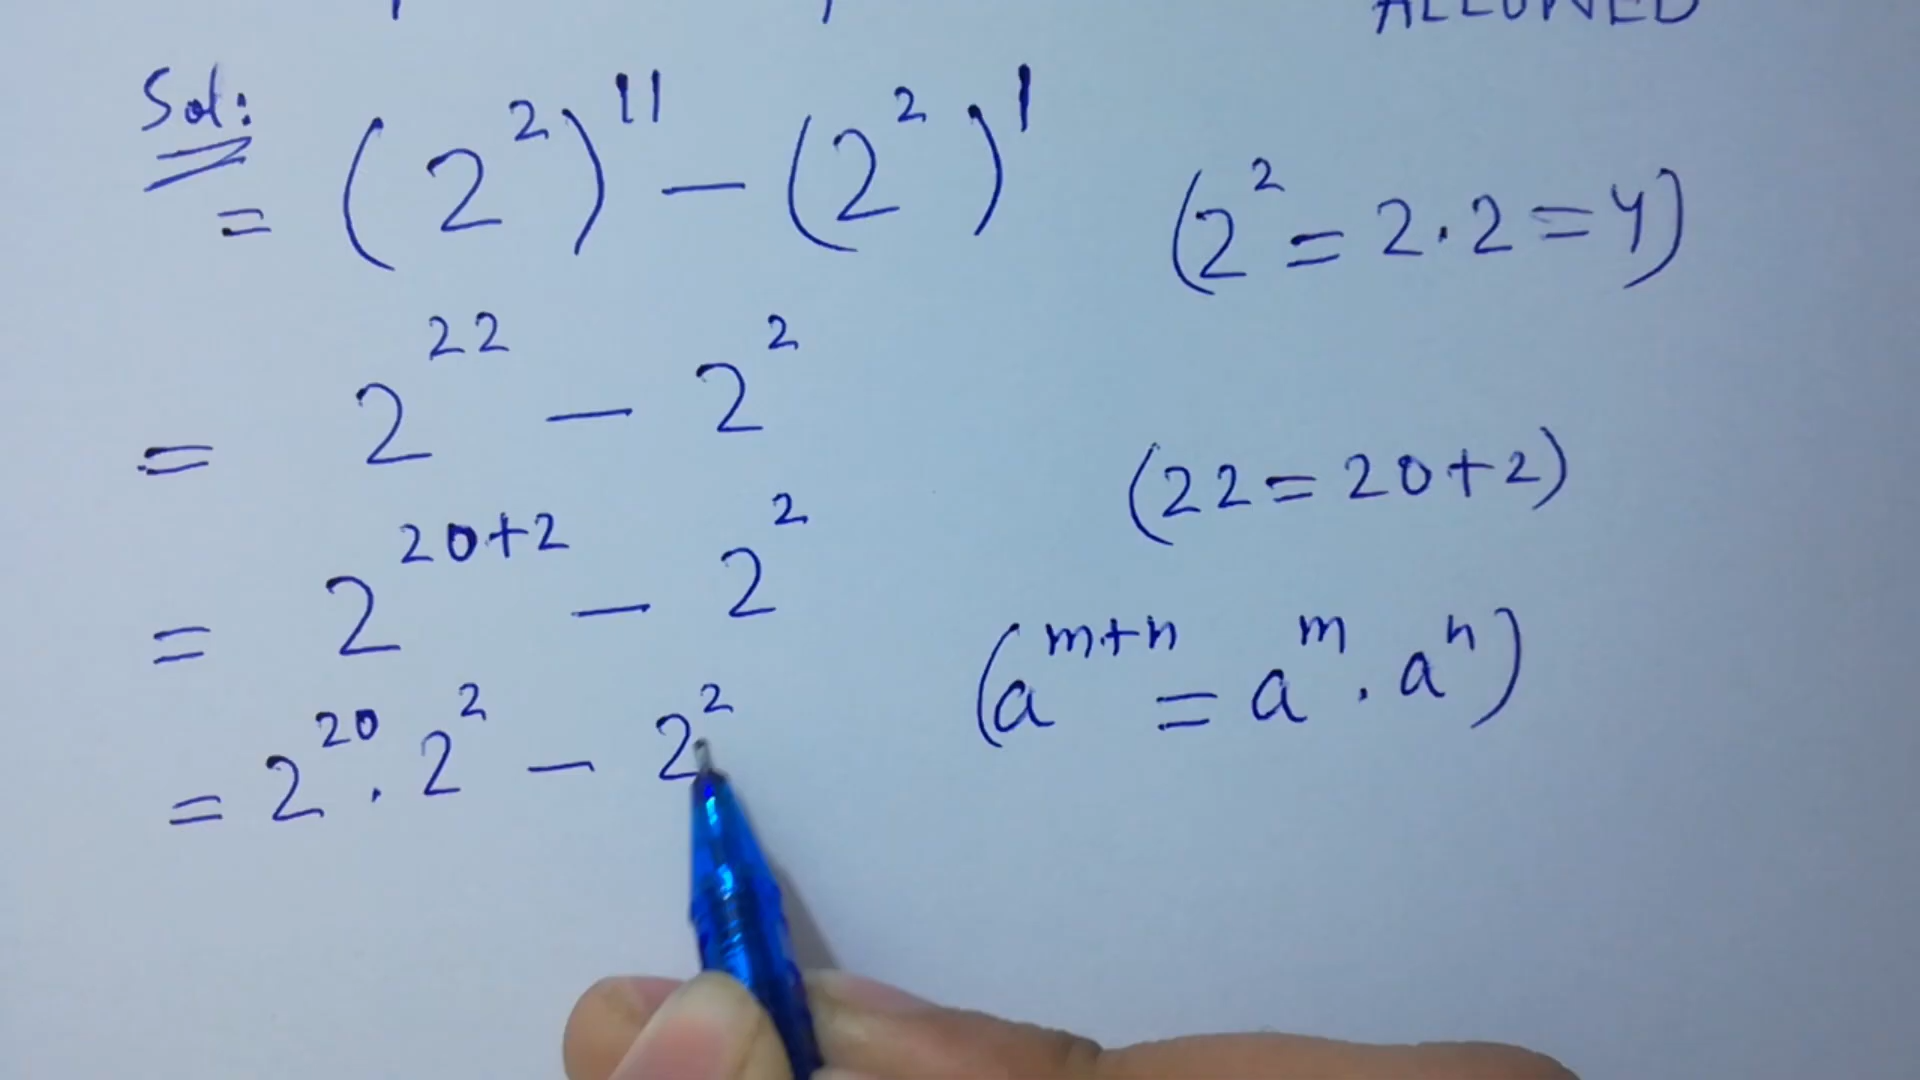 ALLOWED
Sol:
= (2²)¹¹ − (2²)¹
(2² = 2·2 = 4)
= 2²² − 2²
(22 = 20+2)
= 2²⁰⁺² − 2²
(aᵐ⁺ⁿ = aᵐ · aⁿ)
= 2²⁰ · 2² − 2²